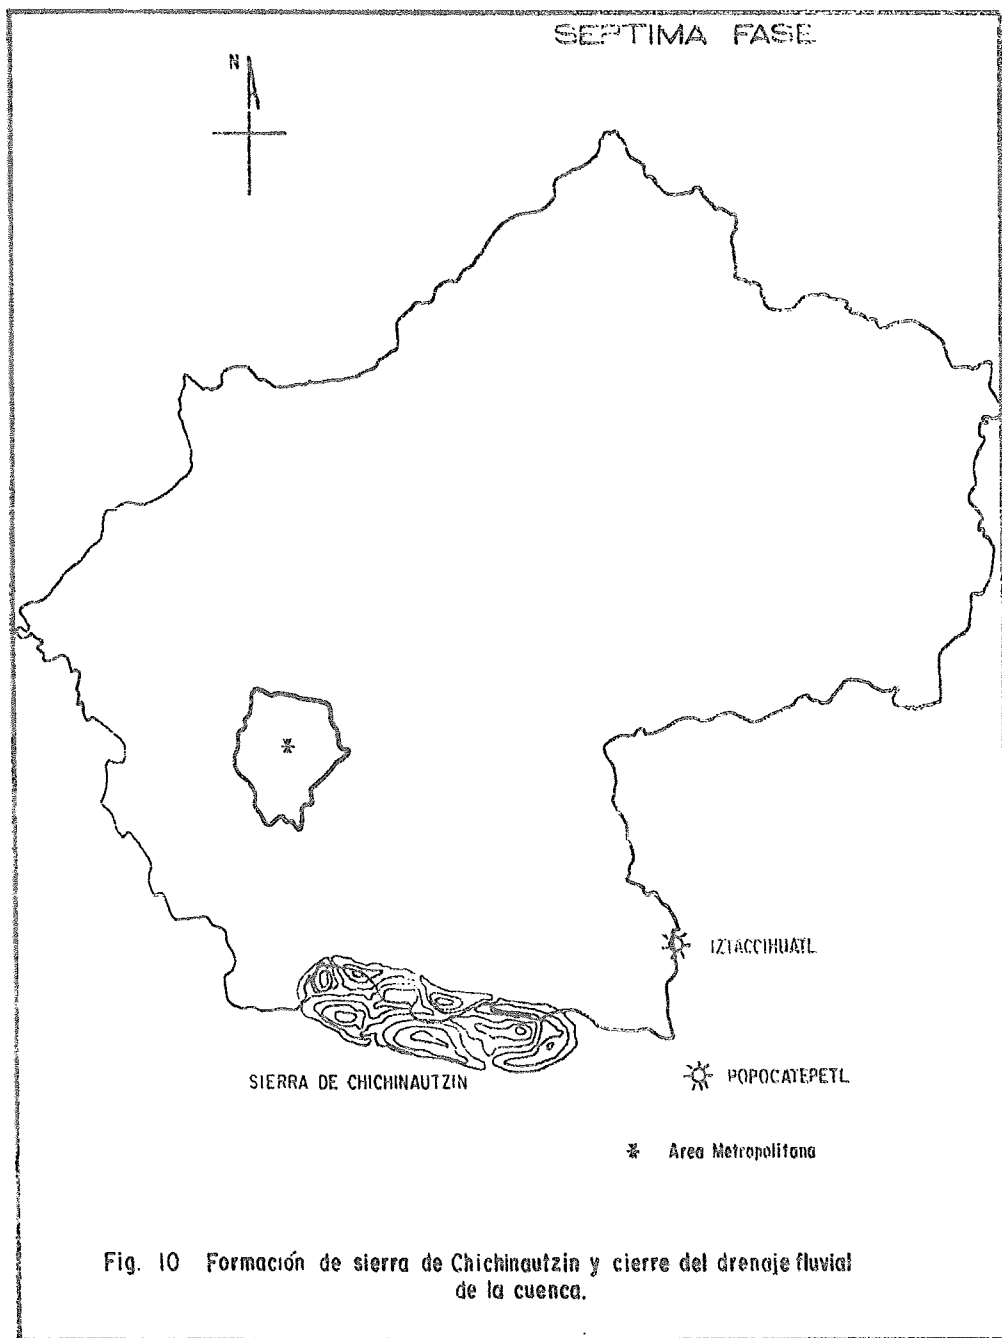 SEPTIMA FASE
N
IZTACCIHUATL
SIERRA DE CHICHINAUTZIN
POPOCATEPETL
* Area Metropolitana
Fig. 10 Formación de sierra de Chichinautzin y cierre del drenaje fluvial
de la cuenca.